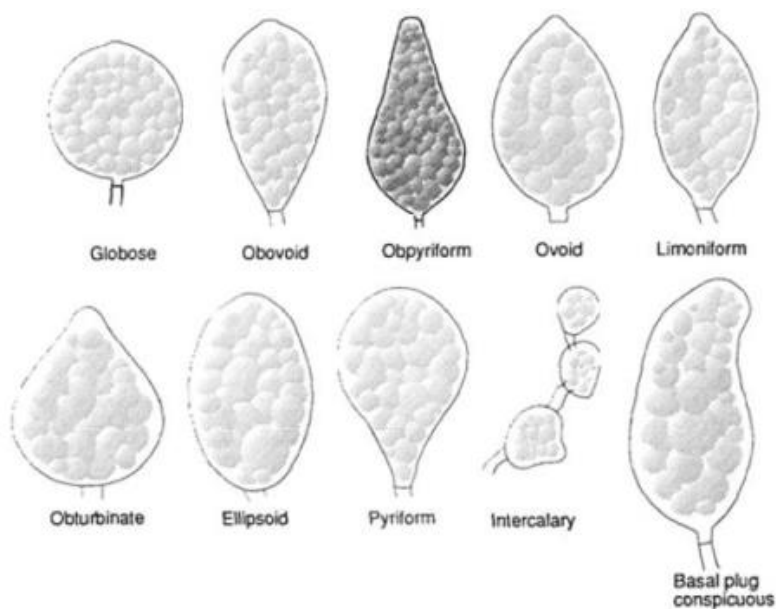 Globose
Obovoid
Obpyriform
Ovoid
Limoniform
Obturbinate
Ellipsoid
Pyriform
Intercalary
Basal plug
conspicuous